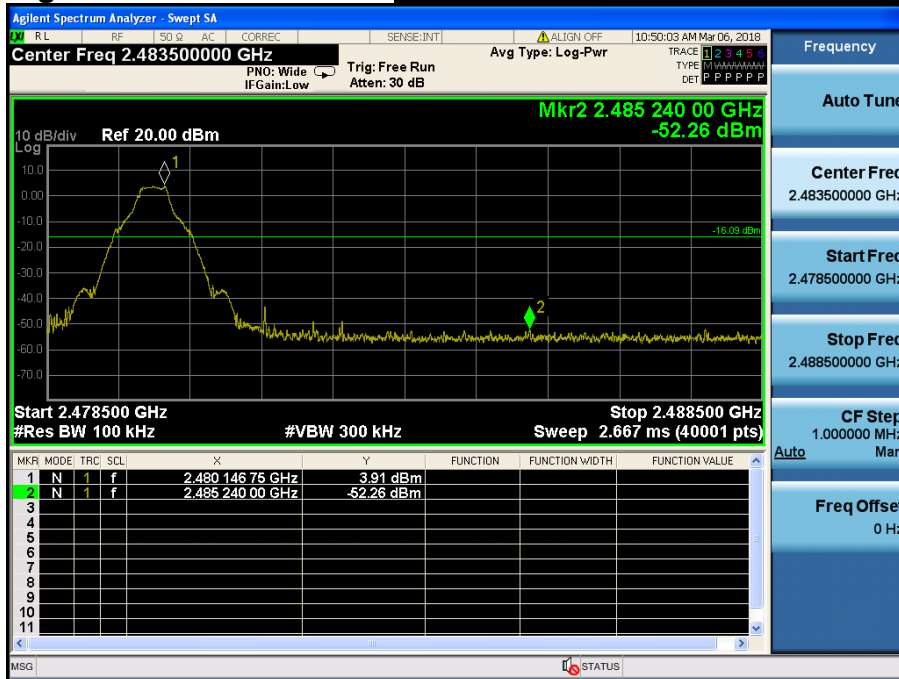 Agilent Spectrum Analyzer - Swept SA
LXI RL RF 50 Ω AC CORREC SENSE:INT ALIGN OFF 10:50:03 AM Mar 06, 2018
Center Freq 2.483500000 GHz
PNO: Wide
IFGain:Low
Trig: Free Run
Atten: 30 dB
Avg Type: Log-Pwr
TRACE 1 2 3 4 5 6
TYPE M WWWWW
DET P P P P P P
Mkr2 2.485 240 00 GHz
-52.26 dBm
10 dB/div Ref 20.00 dBm
Log
1
10.0
0.00
-10.0
-16.09 dBm
-20.0
-30.0
-40.0
2
-50.0
-60.0
-70.0
Start 2.478500 GHz Stop 2.488500 GHz
#Res BW 100 kHz #VBW 300 kHz Sweep 2.667 ms (40001 pts)
MKR MODE TRC SCL X Y FUNCTION FUNCTION WIDTH FUNCTION VALUE
1 N 1 f 2.480 146 75 GHz 3.91 dBm
2 N 1 f 2.485 240 00 GHz -52.26 dBm
3
4
5
6
7
8
9
10
11
MSG STATUS
Frequency
Auto Tune
Center Freq
2.483500000 GHz
Start Freq
2.478500000 GHz
Stop Freq
2.488500000 GHz
CF Step
1.000000 MHz
Auto Man
Freq Offset
0 Hz